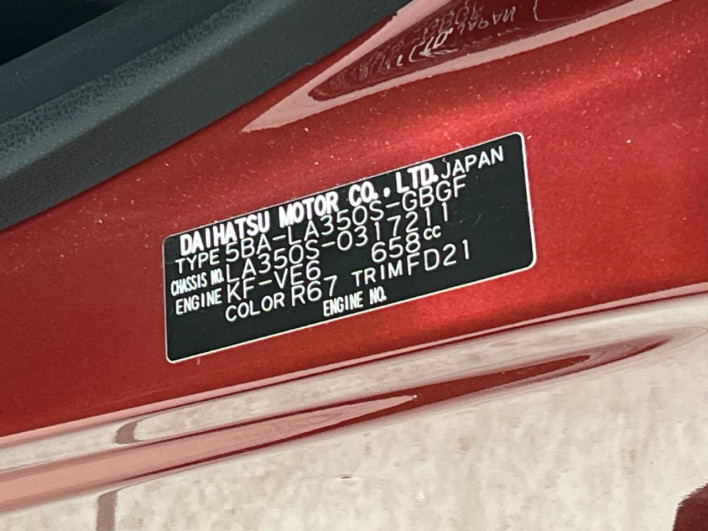 DAIHATSU MOTOR CO., LTD. JAPAN
TYPE 5BA-LA350S-GBGF
CHASSIS NO. LA350S-0317211
ENGINE KF-VE6 658cc
COLOR R67 TRIM FD21
ENGINE NO.